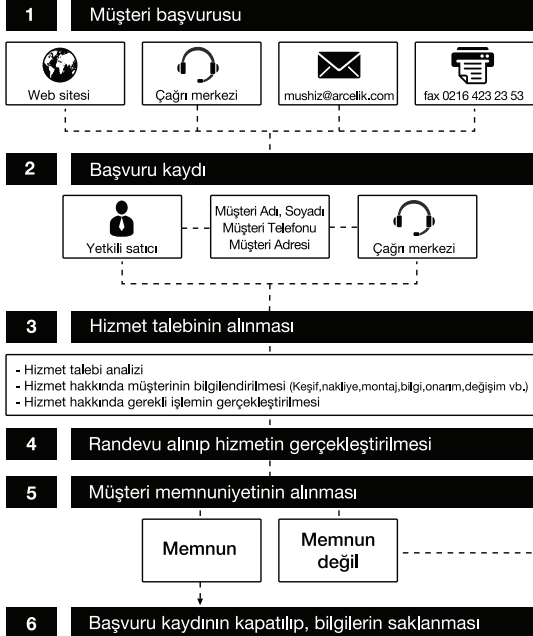 1 Müşteri başvurusu
Web sitesi
Çağrı merkezi
mushiz@arcelik.com
fax 0216 423 23 53
2 Başvuru kaydı
Yetkili satıcı
Müşteri Adı, Soyadı
Müşteri Telefonu
Müşteri Adresi
Çağrı merkezi
3 Hizmet talebinin alınması
- Hizmet talebi analizi
- Hizmet hakkında müşterinin bilgilendirilmesi (Keşif,nakliye,montaj,bilgi,onarım,değişim vb.)
- Hizmet hakkında gerekli işlemin gerçekleştirilmesi
4 Randevu alınıp hizmetin gerçekleştirilmesi
5 Müşteri memnuniyetinin alınması
Memnun
Memnun
değil
6 Başvuru kaydının kapatılıp, bilgilerin saklanması